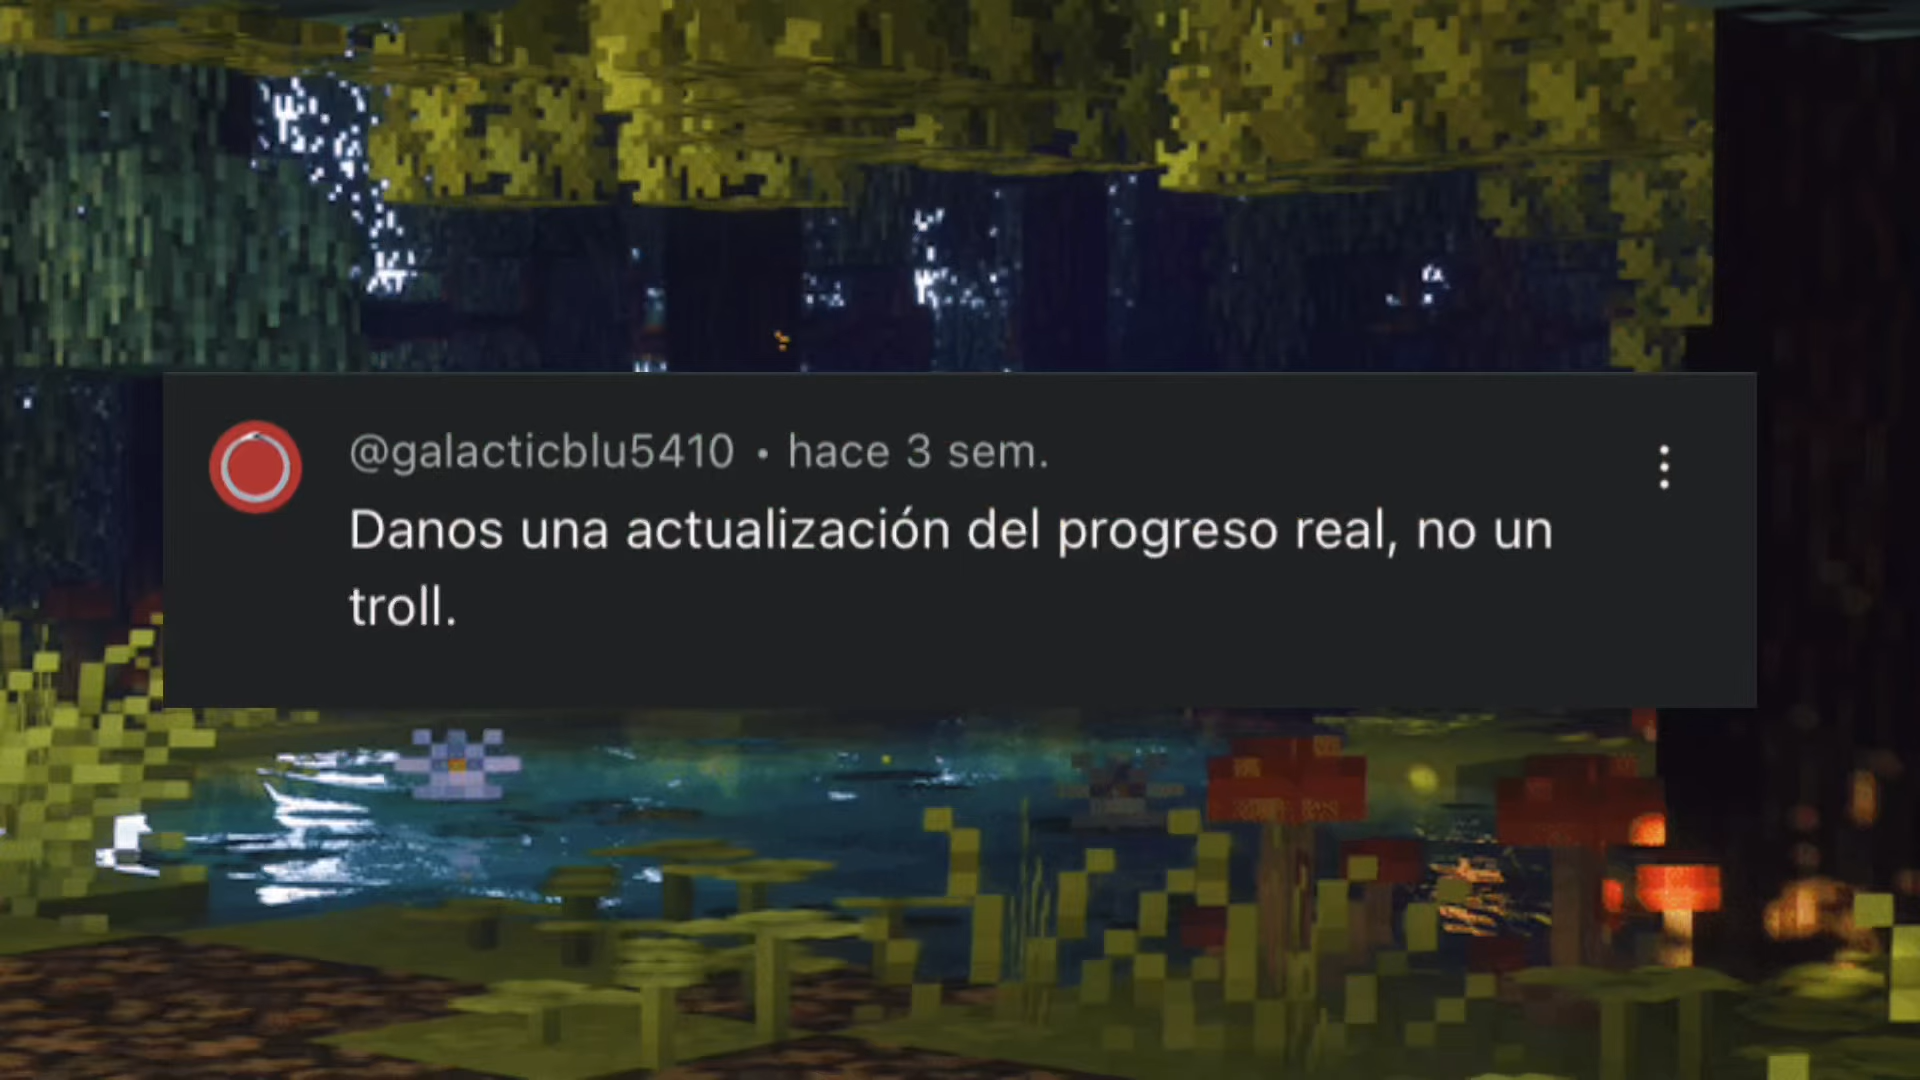 @galacticblu5410 • hace 3 sem.
Danos una actualización del progreso real, no un
troll.